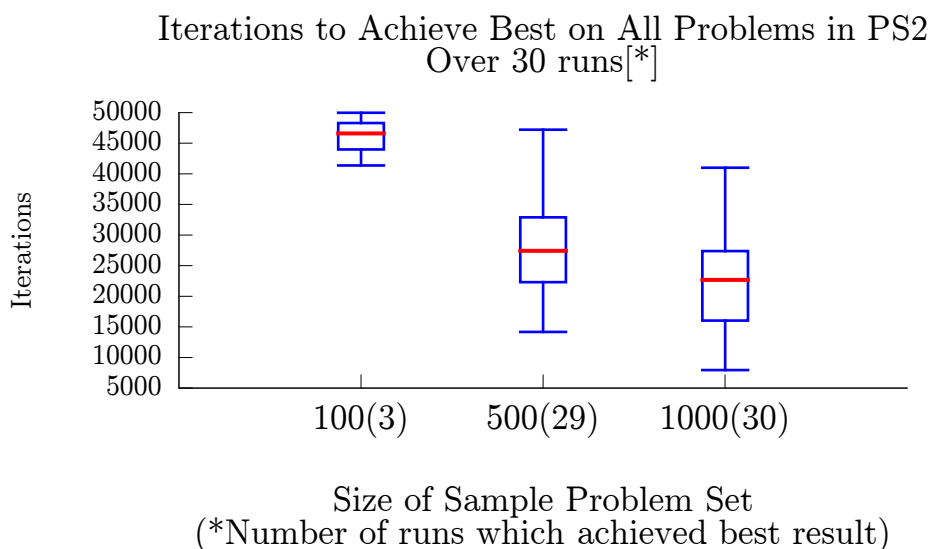 Iterations to Achieve Best on All Problems in PS2
Over 30 runs[*]
Iterations
50000
45000
40000
35000
30000
25000
20000
15000
10000
5000
100(3) 500(29) 1000(30)
Size of Sample Problem Set
(*Number of runs which achieved best result)